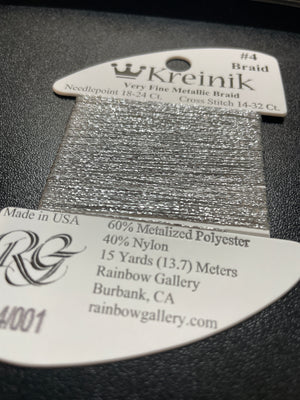 #4
Braid
Kreinik
Very Fine Metallic Braid
Needlepoint 18-24 Ct. Cross Stitch 14-32 Ct.
Made in USA
RG
60% Metalized Polyester
40% Nylon
15 Yards (13.7) Meters
Rainbow Gallery
Burbank, CA
rainbowgallery.com
/001